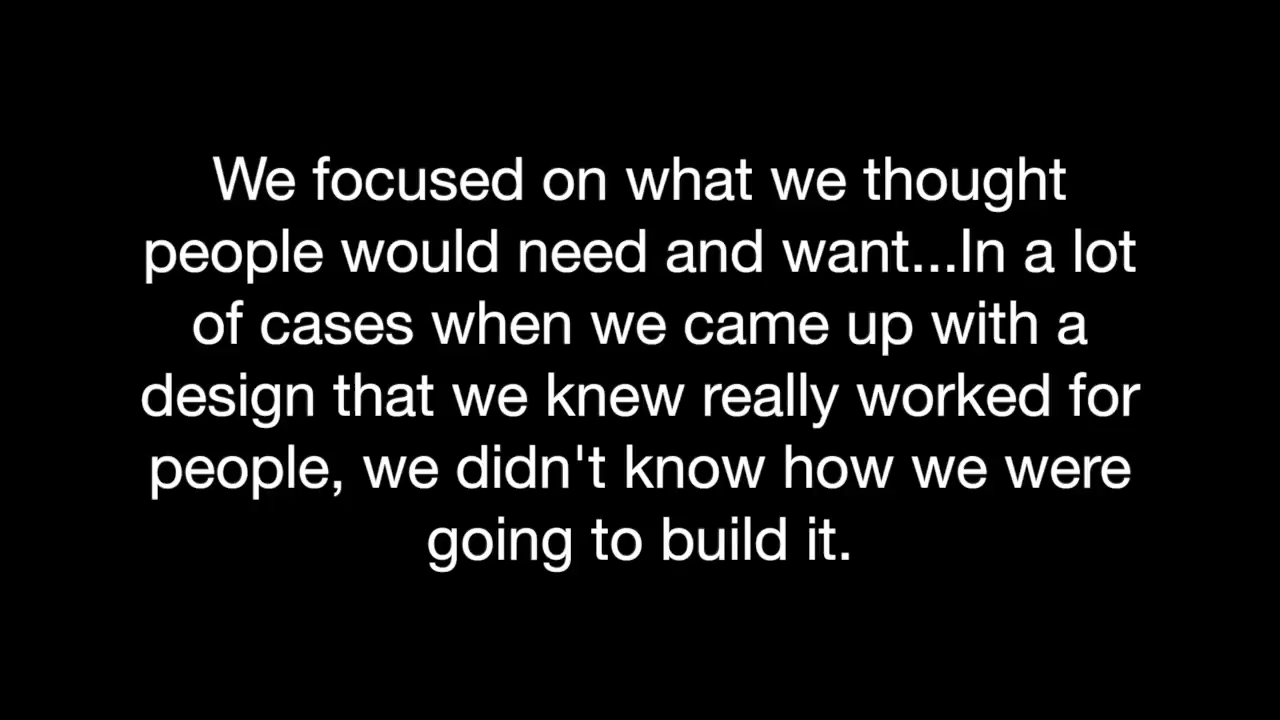 We focused on what we thought
people would need and want...In a lot
of cases when we came up with a
design that we knew really worked for
people, we didn't know how we were
going to build it.